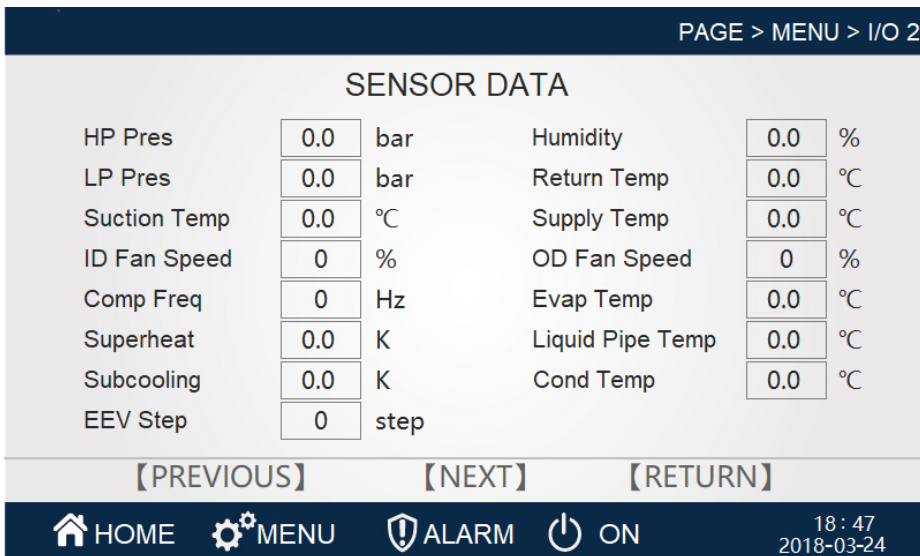 PAGE > MENU > I/O 2
SENSOR DATA
HP Pres 0.0 bar Humidity 0.0 %
LP Pres 0.0 bar Return Temp 0.0 ℃
Suction Temp 0.0 ℃ Supply Temp 0.0 ℃
ID Fan Speed 0 % OD Fan Speed 0 %
Comp Freq 0 Hz Evap Temp 0.0 ℃
Superheat 0.0 K Liquid Pipe Temp 0.0 ℃
Subcooling 0.0 K Cond Temp 0.0 ℃
EEV Step 0 step
【PREVIOUS】 【NEXT】 【RETURN】
HOME MENU ALARM ON 18:47
2018-03-24